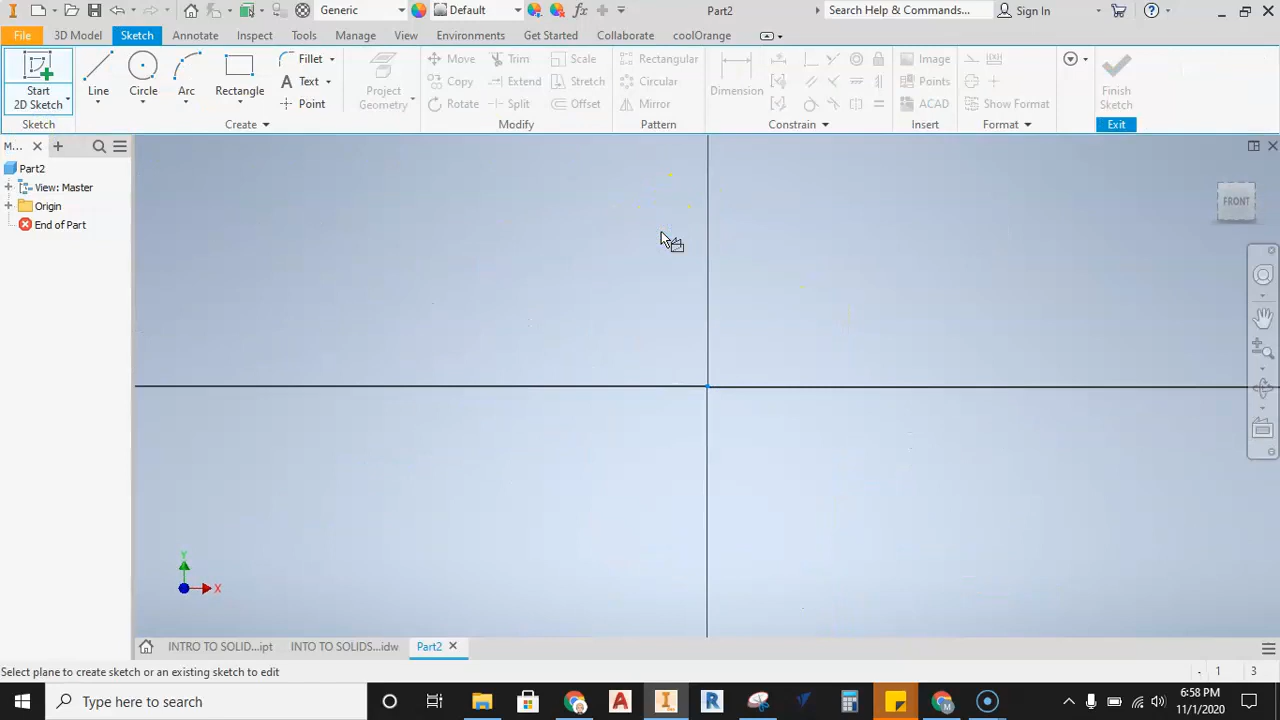 Generic
Default
Part2
Search Help & Commands...
Sign In
File
3D Model
Sketch
Annotate
Inspect
Tools
Manage
View
Environments
Get Started
Collaborate
coolOrange
Start
2D Sketch
Line
Circle
Arc
Rectangle
Fillet
Text
Point
Project
Geometry
Move
Copy
Rotate
Trim
Extend
Split
Scale
Stretch
Offset
Rectangular
Circular
Mirror
Dimension
Image
Points
ACAD
Show Format
Finish
Sketch
Sketch
Create
Modify
Pattern
Constrain
Insert
Format
Exit
M...
Part2
View: Master
Origin
End of Part
FRONT
Y
X
INTRO TO SOLID...ipt
INTO TO SOLIDS...idw
Part2
Select plane to create sketch or an existing sketch to edit
1
3
Type here to search
6:58 PM
11/1/2020